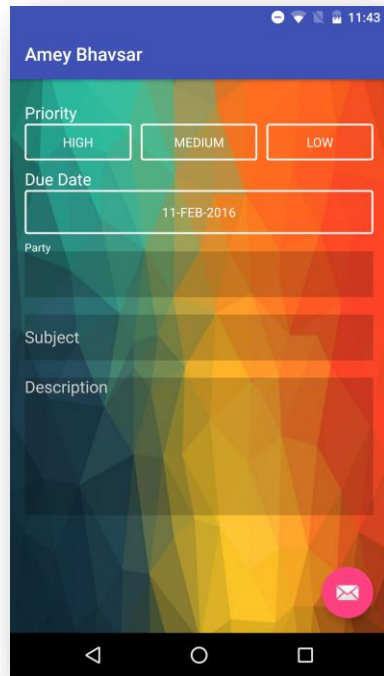 11:43
Amey Bhavsar
Priority
HIGH MEDIUM LOW
Due Date
11-FEB-2016
Party
Subject
Description